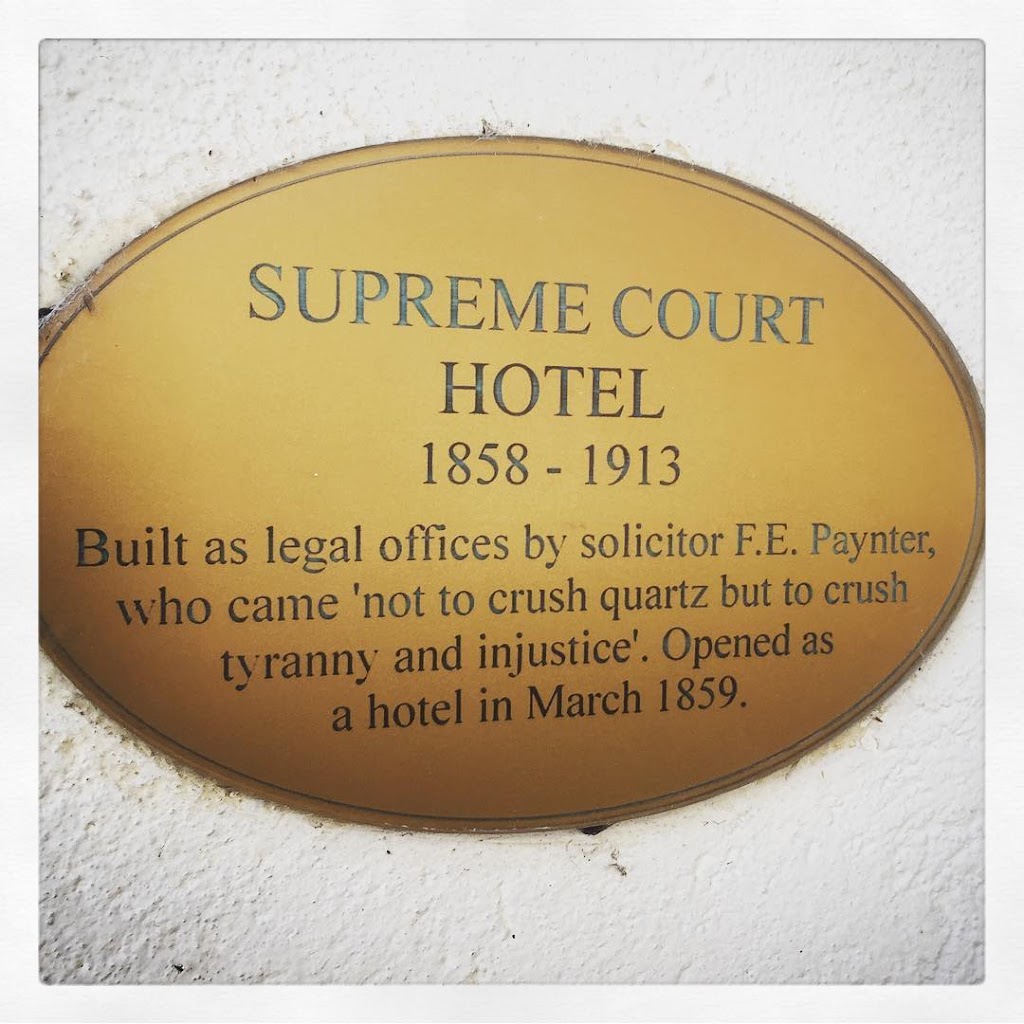 SUPREME COURT
HOTEL
1858 - 1913
Built as legal offices by solicitor F.E. Paynter,
who came 'not to crush quartz but to crush
tyranny and injustice'. Opened as
a hotel in March 1859.